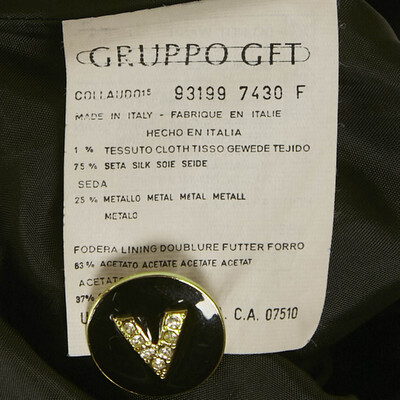 GRUPPO GFT
COLLAUDO15 93199 7430 F
MADE IN ITALY - FABRIQUE EN ITALIE
HECHO EN ITALIA
1 % TESSUTO CLOTH TISSO GEWEDE TEJIDO
75 % SETA SILK SOIE SEIDE
SEDA
25 % METALLO METAL MÉTAL METALL
METALO
FODERA LINING DOUBLURE FUTTER FORRO
63 % ACETATO ACETATE ACETATE ACETAT
ACETATO
37%
U C.A. 07510
V